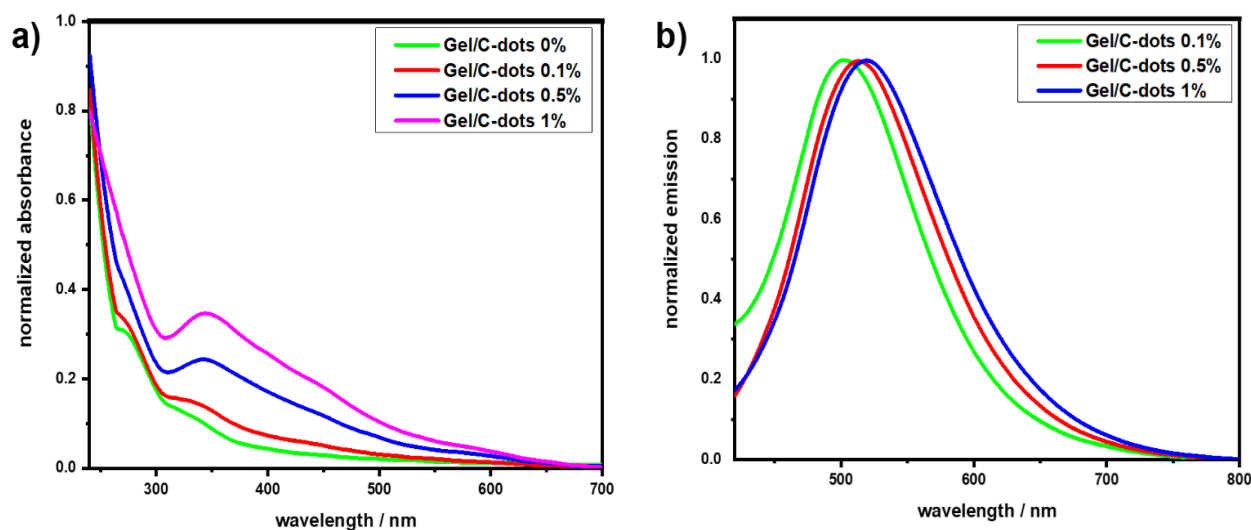 a)
normalized absorbance
1.0
0.8
0.6
0.4
0.2
0.0
Gel/C-dots 0%
Gel/C-dots 0.1%
Gel/C-dots 0.5%
Gel/C-dots 1%
300 400 500 600 700
wavelength / nm
b)
normalized emission
1.0
0.8
0.6
0.4
0.2
0.0
Gel/C-dots 0.1%
Gel/C-dots 0.5%
Gel/C-dots 1%
500 600 700 800
wavelength / nm